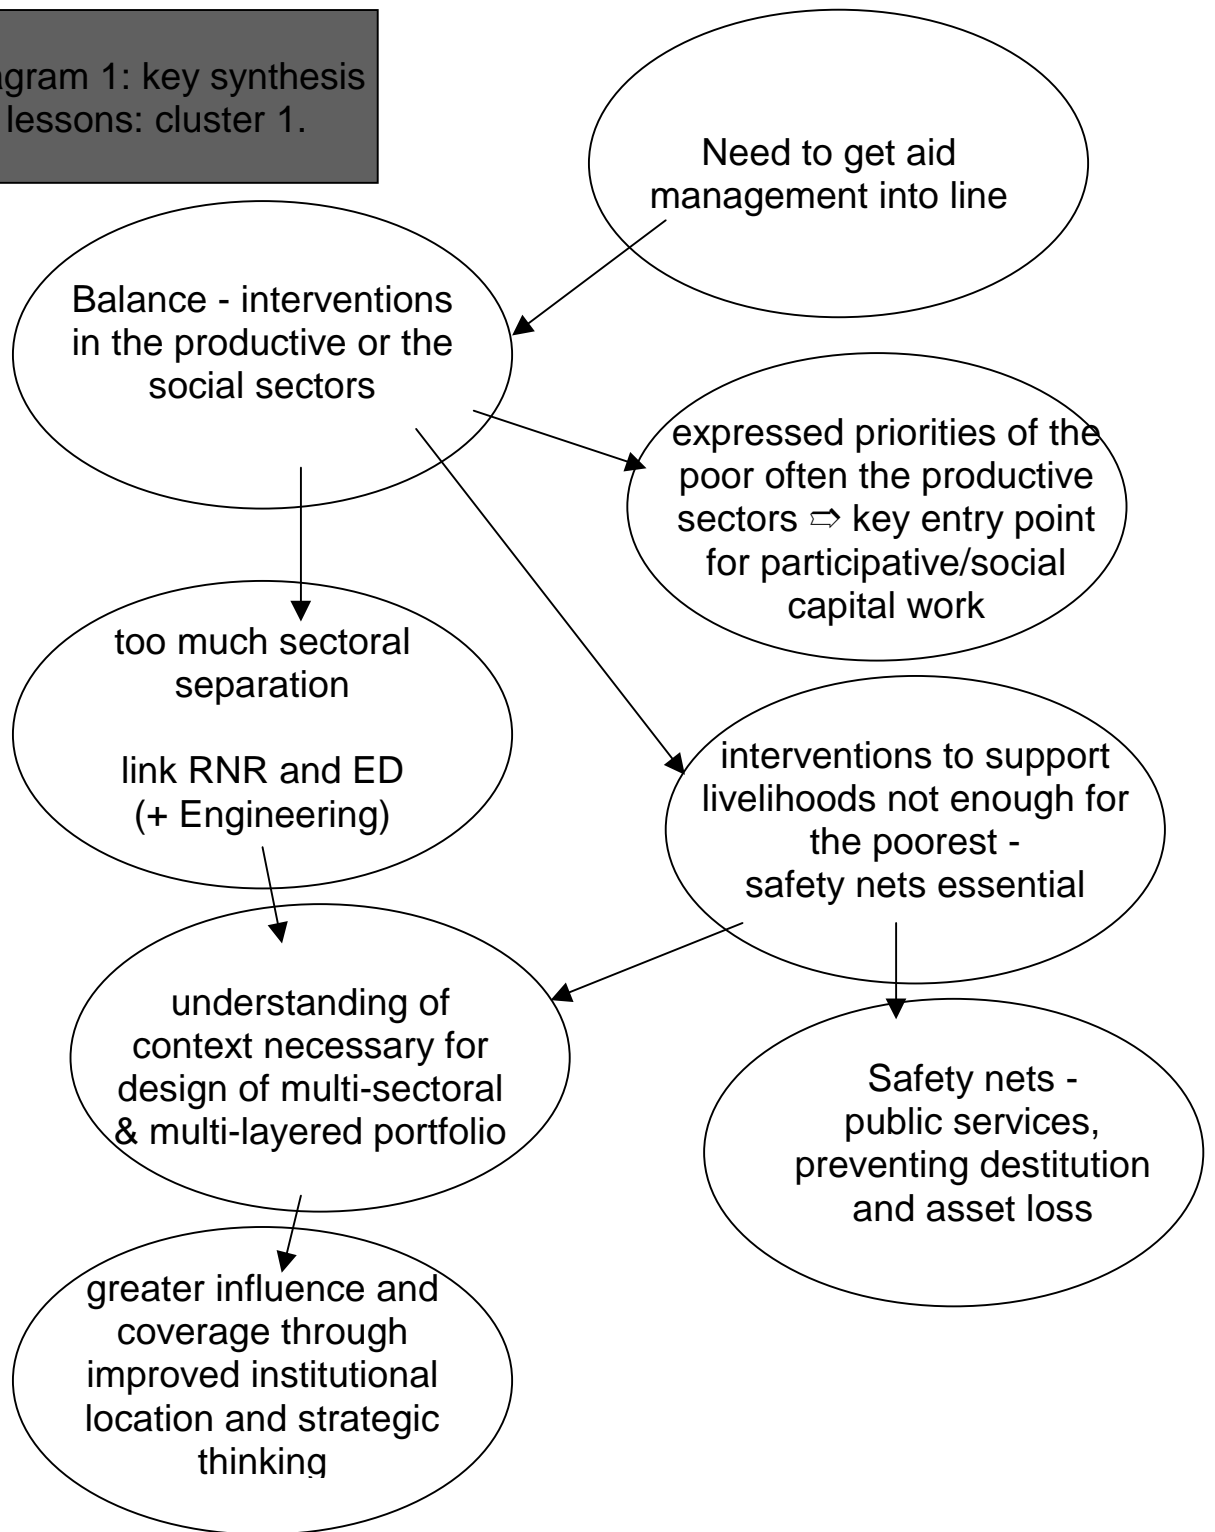 agram 1: key synthesis
lessons: cluster 1.
Need to get aid
management into line
Balance - interventions
in the productive or the
social sectors
expressed priorities of the
poor often the productive
sectors ⇨ key entry point
for participative/social
capital work
too much sectoral
separation
link RNR and ED
(+ Engineering)
interventions to support
livelihoods not enough for
the poorest -
safety nets essential
understanding of
context necessary for
design of multi-sectoral
& multi-layered portfolio
Safety nets -
public services,
preventing destitution
and asset loss
greater influence and
coverage through
improved institutional
location and strategic
thinking